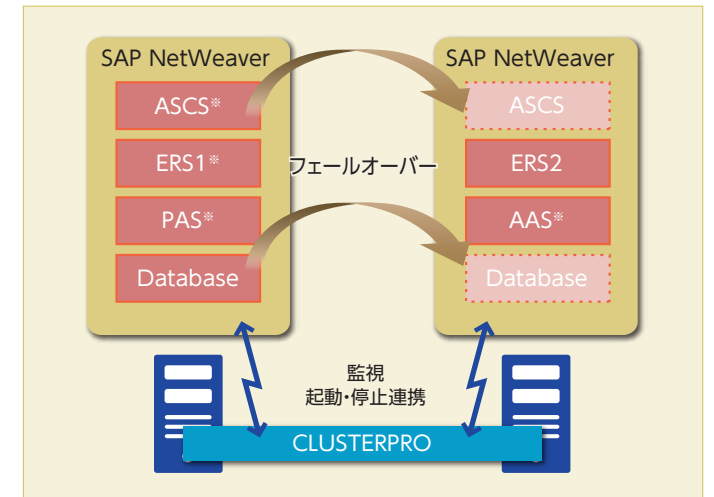 SAP NetWeaver
ASCS※
ERS1※
PAS※
Database
フェールオーバー
SAP NetWeaver
ASCS
ERS2
AAS※
Database
監視
起動・停止連携
CLUSTERPRO